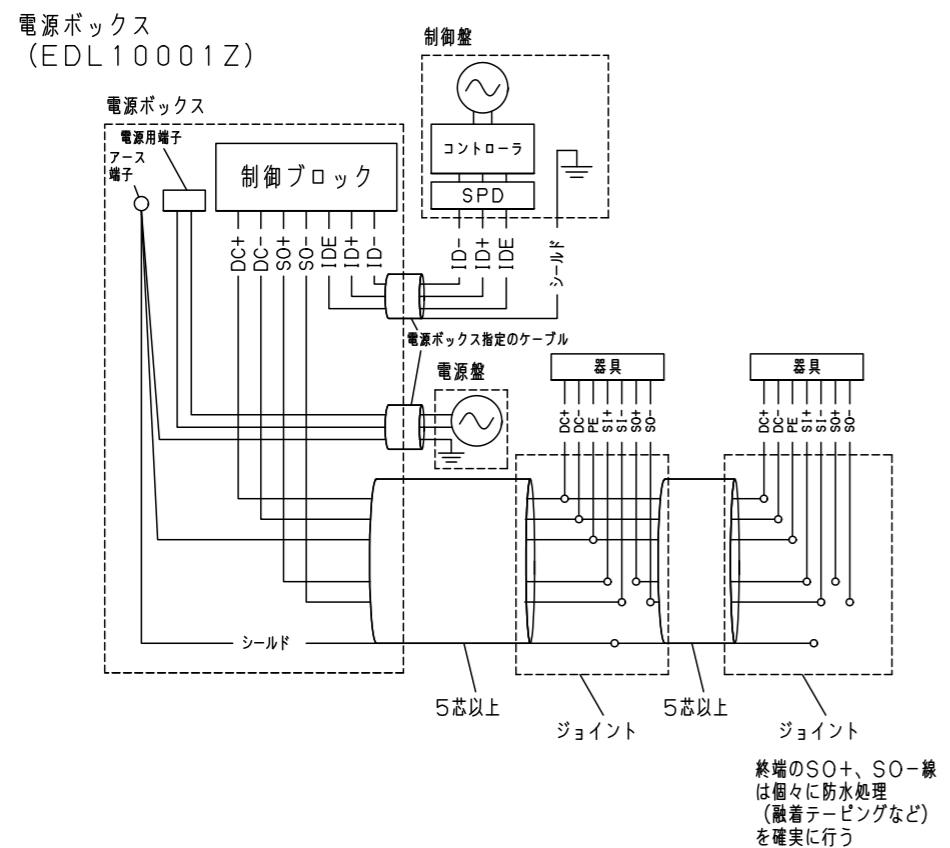 電源ボックス
(EDL10001Z)
制御盤
電源ボックス
電源用端子
アース
端子
制御ブロック
コントローラ
SPD
DC+
DC-
SO+
SO-
IDE
ID+
ID-
ID-
ID+
IDE
シールド
電源ボックス指定のケーブル
電源盤
器具
器具
DC+
DC-
PE
SI+
SI-
SO+
SO-
DC+
DC-
PE
SI+
SI-
SO+
SO-
シールド
5芯以上
5芯以上
ジョイント
ジョイント
終端のSO+、SO-線
は個々に防水処理
(融着テーピングなど)
を確実に行う